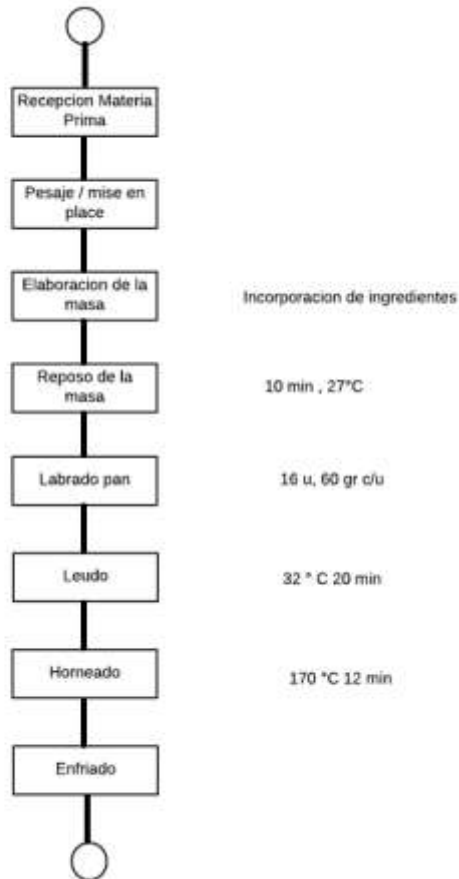 Recepcion Materia
Prima
Pesaje / mise en
place
Elaboracion de la
masa
Incorporacion de ingredientes
Reposo de la
masa
10 min , 27°C
Labrado pan
16 u, 60 gr c/u
Leudo
32 ° C 20 min
Horneado
170 °C 12 min
Enfriado